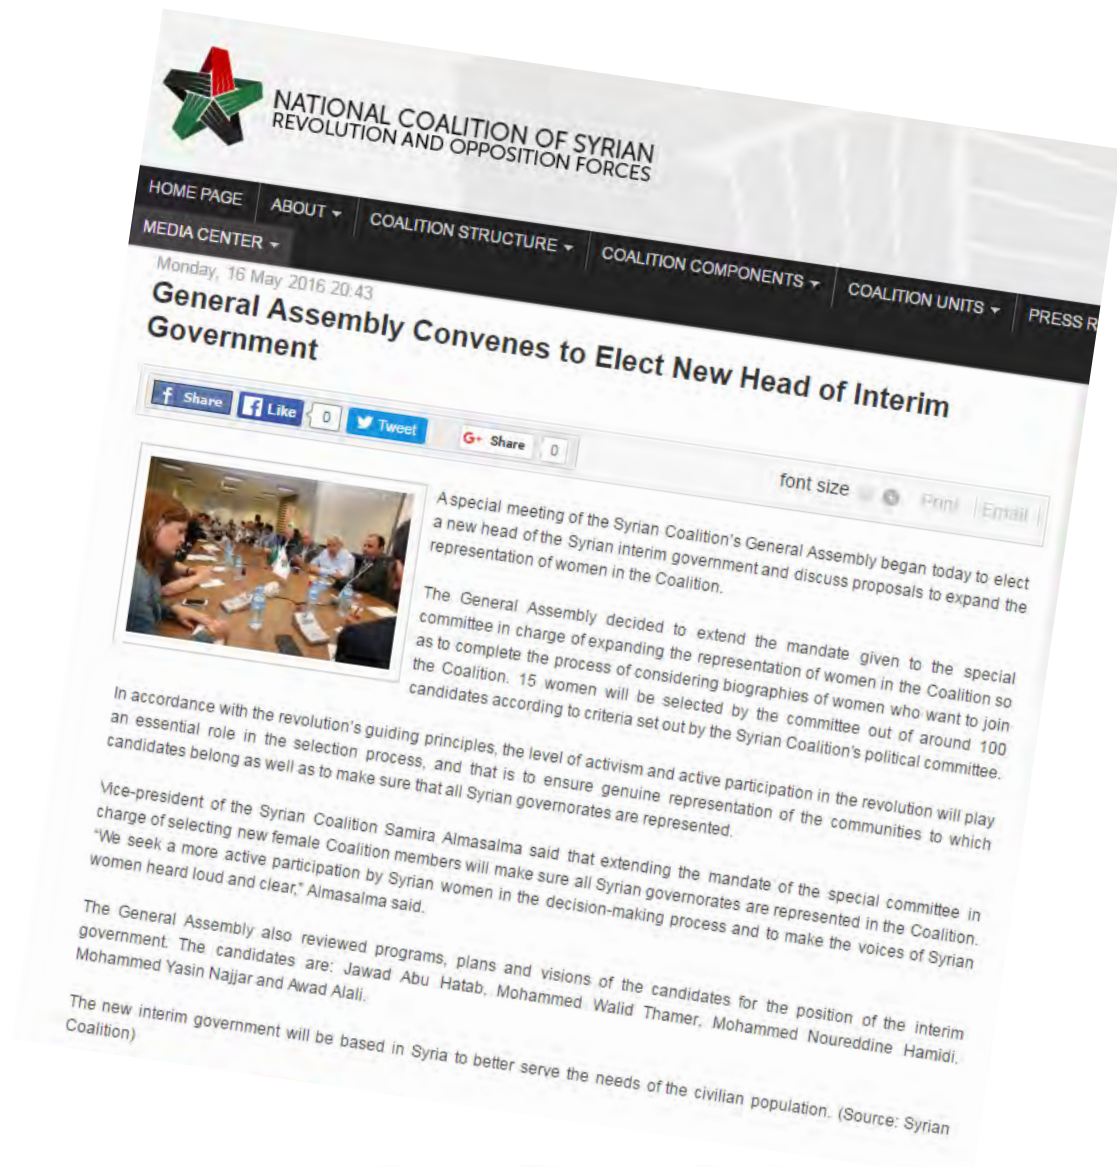 NATIONAL COALITION OF SYRIAN
REVOLUTION AND OPPOSITION FORCES
HOME PAGE
ABOUT
COALITION STRUCTURE
COALITION COMPONENTS
COALITION UNITS
PRESS R
MEDIA CENTER
Monday, 16 May 2016 20:43
General Assembly Convenes to Elect New Head of Interim
Government
Share
Like
0
Tweet
G+ Share
0
font size
Print
Email
A special meeting of the Syrian Coalition's General Assembly began today to elect
a new head of the Syrian interim government and discuss proposals to expand the
representation of women in the Coalition.
The General Assembly decided to extend the mandate given to the special
committee in charge of expanding the representation of women in the Coalition so
as to complete the process of considering biographies of women who want to join
the Coalition. 15 women will be selected by the committee out of around 100
candidates according to criteria set out by the Syrian Coalition's political committee.
In accordance with the revolution's guiding principles, the level of activism and active participation in the revolution will play
an essential role in the selection process, and that is to ensure genuine representation of the communities to which
candidates belong as well as to make sure that all Syrian governorates are represented.
Vice-president of the Syrian Coalition Samira Almasalma said that extending the mandate of the special committee in
charge of selecting new female Coalition members will make sure all Syrian governorates are represented in the Coalition.
"We seek a more active participation by Syrian women in the decision-making process and to make the voices of Syrian
women heard loud and clear," Almasalma said.
The General Assembly also reviewed programs, plans and visions of the candidates for the position of the interim
government. The candidates are: Jawad Abu Hatab, Mohammed Walid Thamer, Mohammed Noureddine Hamidi,
Mohammed Yasin Najjar and Awad Alali.
The new interim government will be based in Syria to better serve the needs of the civilian population. (Source: Syrian
Coalition)